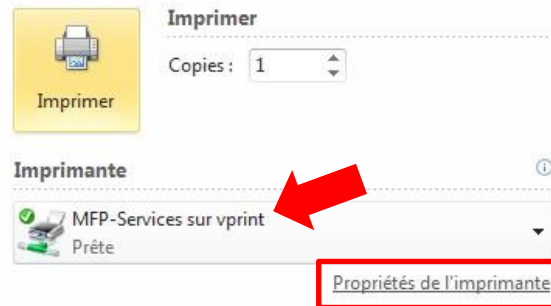 Imprimer
Copies : 1
Imprimer
Imprimante
MFP-Services sur vprint
Prête
Propriétés de l'imprimante